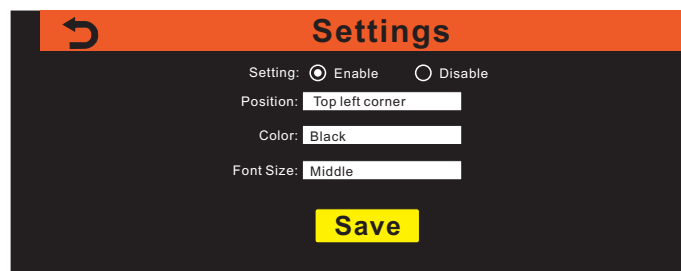 Settings
Setting: Enable Disable
Position: Top left corner
Color: Black
Font Size: Middle
Save